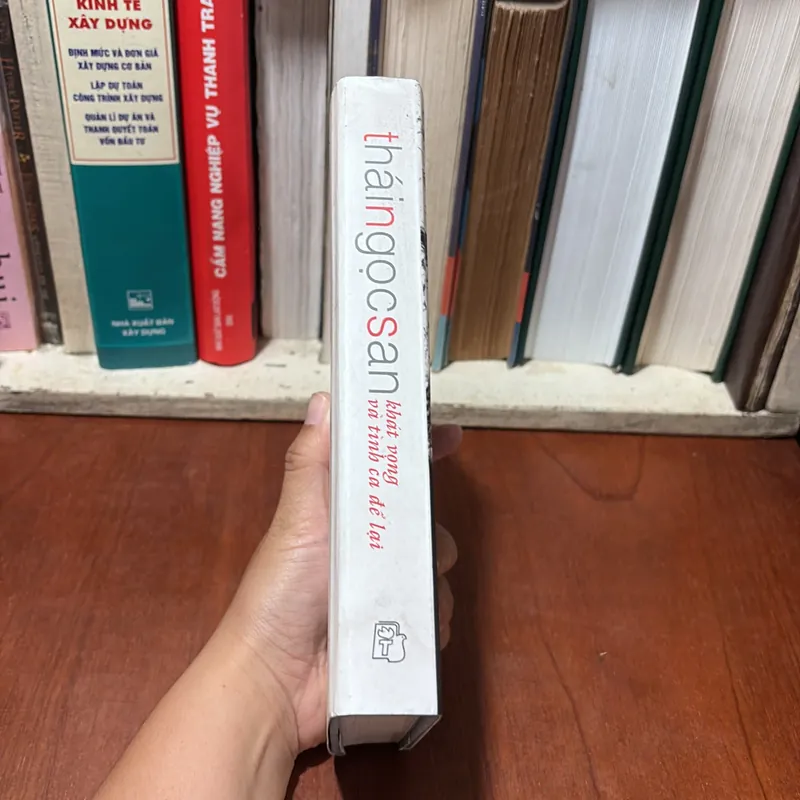 KINH TẾ
XÂY DỰNG
ĐỊNH MỨC VÀ ĐƠN GIÁ
XÂY DỰNG CƠ BẢN
LẬP DỰ TOÁN
CÔNG TRÌNH XÂY DỰNG
QUẢN LÍ DỰ ÁN VÀ
THANH QUYẾT TOÁN
VỐN ĐẦU TƯ
NHÀ XUẤT BẢN
XÂY DỰNG
CẨM NANG NGHIỆP VỤ THANH TRA
tháingọcsan
khát vọng
và tình ca để lại